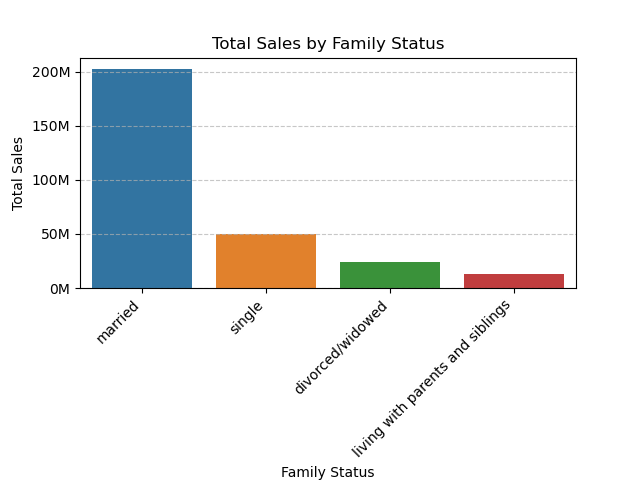 Total Sales by Family Status
200M
150M
100M
50M
0M
Total Sales
married
single
divorced/widowed
living with parents and siblings
Family Status